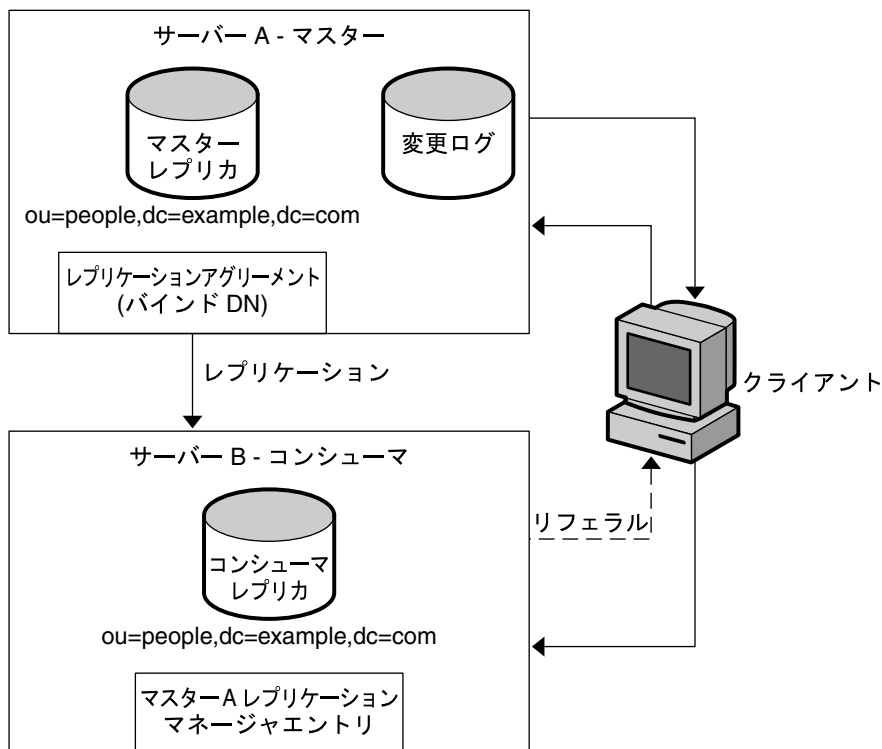 サーバー A - マスター
マスター
レプリカ
変更ログ
ou=people,dc=example,dc=com
レプリケーションアグリーメント
(バインド DN)
レプリケーション
クライアント
サーバー B - コンシューマ
リフェラル
コンシューマ
レプリカ
ou=people,dc=example,dc=com
マスターA レプリケーション
マネージャエントリ